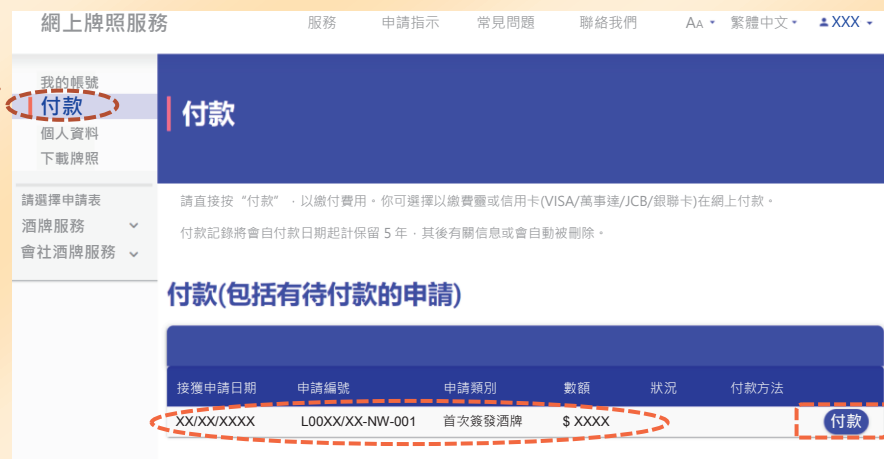 網上牌照服務 服務 申請指示 常見問題 聯絡我們 AA 繁體中文 XXX
我的帳號
付款
個人資料
下載牌照
請選擇申請表
酒牌服務
會社酒牌服務
付款
請直接按“付款”，以繳付費用。你可選擇以繳費靈或信用卡(VISA/萬事達/JCB/銀聯卡)在網上付款。
付款記錄將會自付款日期起計保留 5 年，其後有關信息或會自動被刪除。
付款(包括有待付款的申請)
接獲申請日期 申請編號 申請類別 數額 狀況 付款方法
XX/XX/XXXX L00XX/XX-NW-001 首次簽發酒牌 $ XXXX 付款